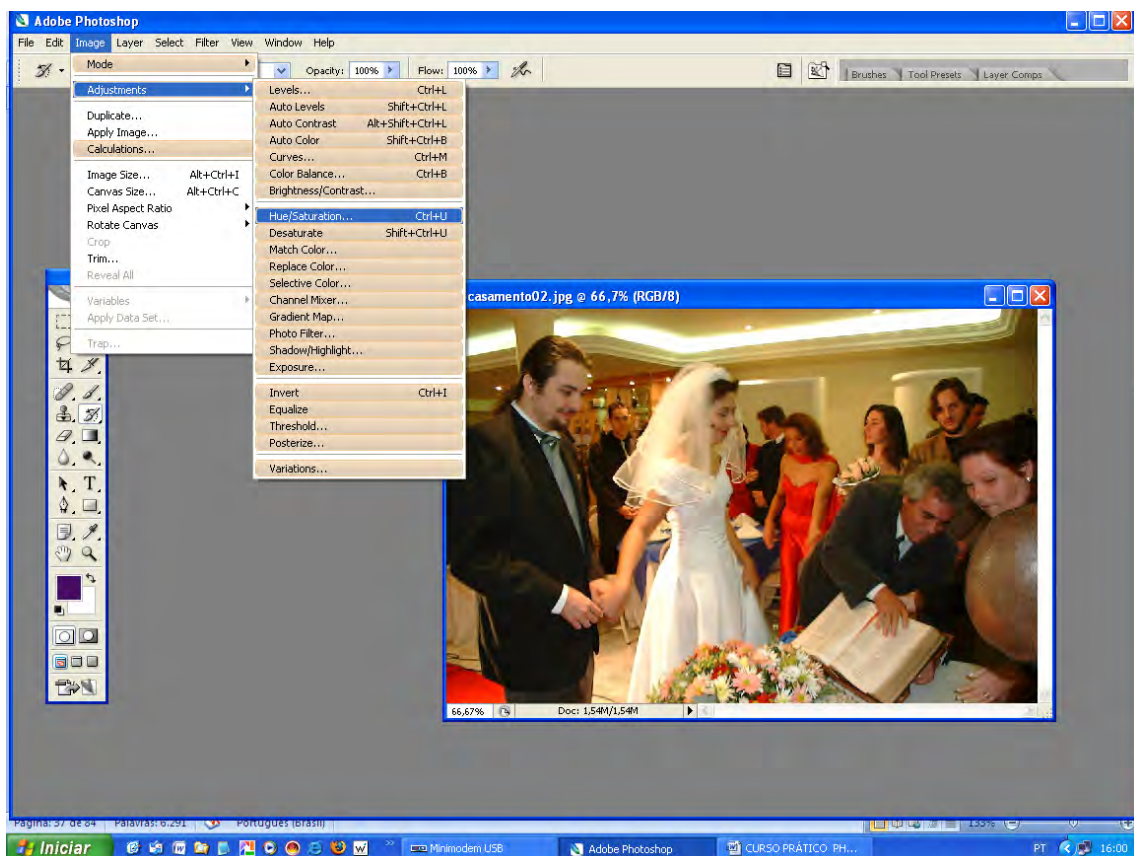 Adobe Photoshop
File Edit Image Layer Select Filter View Window Help
Opacity: 100% Flow: 100%
Brushes Tool Presets Layer Comps
Mode
Adjustments
Duplicate...
Apply Image...
Calculations...
Image Size... Alt+Ctrl+I
Canvas Size... Alt+Ctrl+C
Pixel Aspect Ratio
Rotate Canvas
Crop
Trim...
Reveal All
Variables
Apply Data Set...
Trap...
Levels... Ctrl+L
Auto Levels Shift+Ctrl+L
Auto Contrast Alt+Shift+Ctrl+L
Auto Color Shift+Ctrl+B
Curves... Ctrl+M
Color Balance... Ctrl+B
Brightness/Contrast...
Hue/Saturation... Ctrl+U
Desaturate Shift+Ctrl+U
Match Color...
Replace Color...
Selective Color...
Channel Mixer...
Gradient Map...
Photo Filter...
Shadow/Highlight...
Exposure...
Invert Ctrl+I
Equalize
Threshold...
Posterize...
Variations...
casamento02.jpg @ 66,7% (RGB/8)
66,67% Doc: 1,54M/1,54M
Página: 37 de 84 Palavras: 6.291 Português (Brasil) 133%
Iniciar Minimodem USB Adobe Photoshop CURSO PRÁTICO PH... PT 16:00